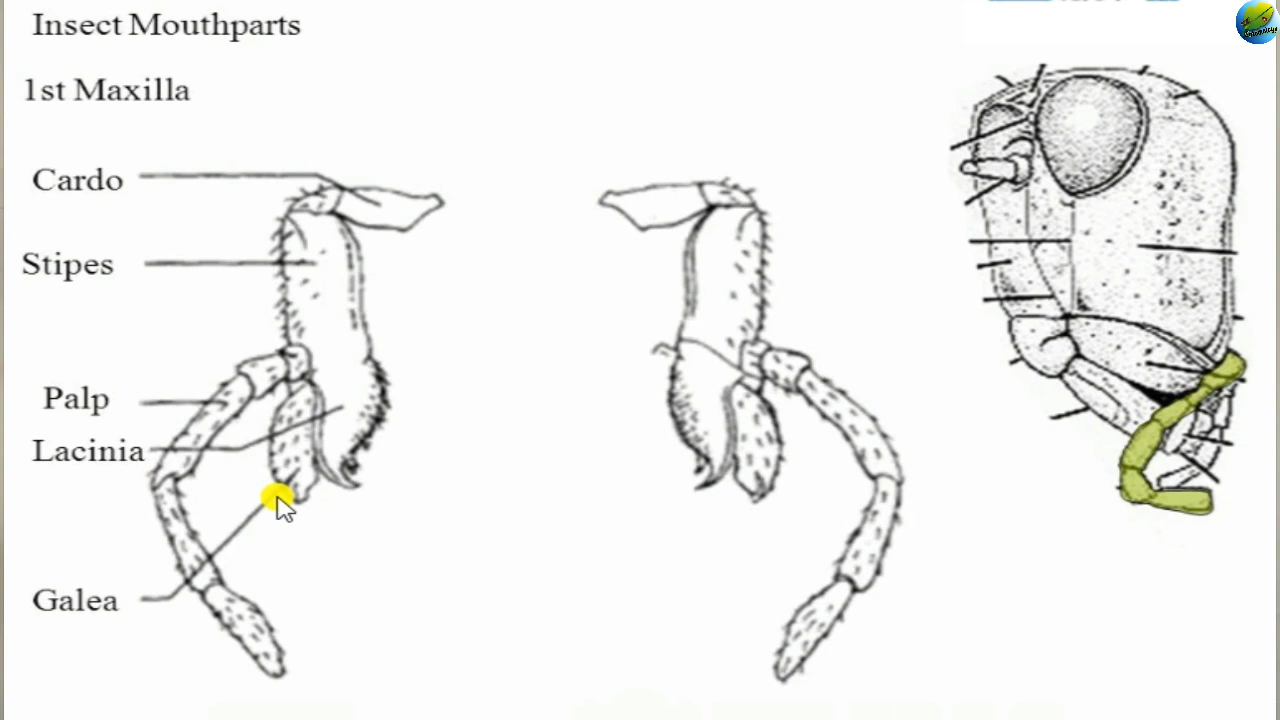 Insect Mouthparts
1st Maxilla
Cardo
Stipes
Palp
Lacinia
Galea